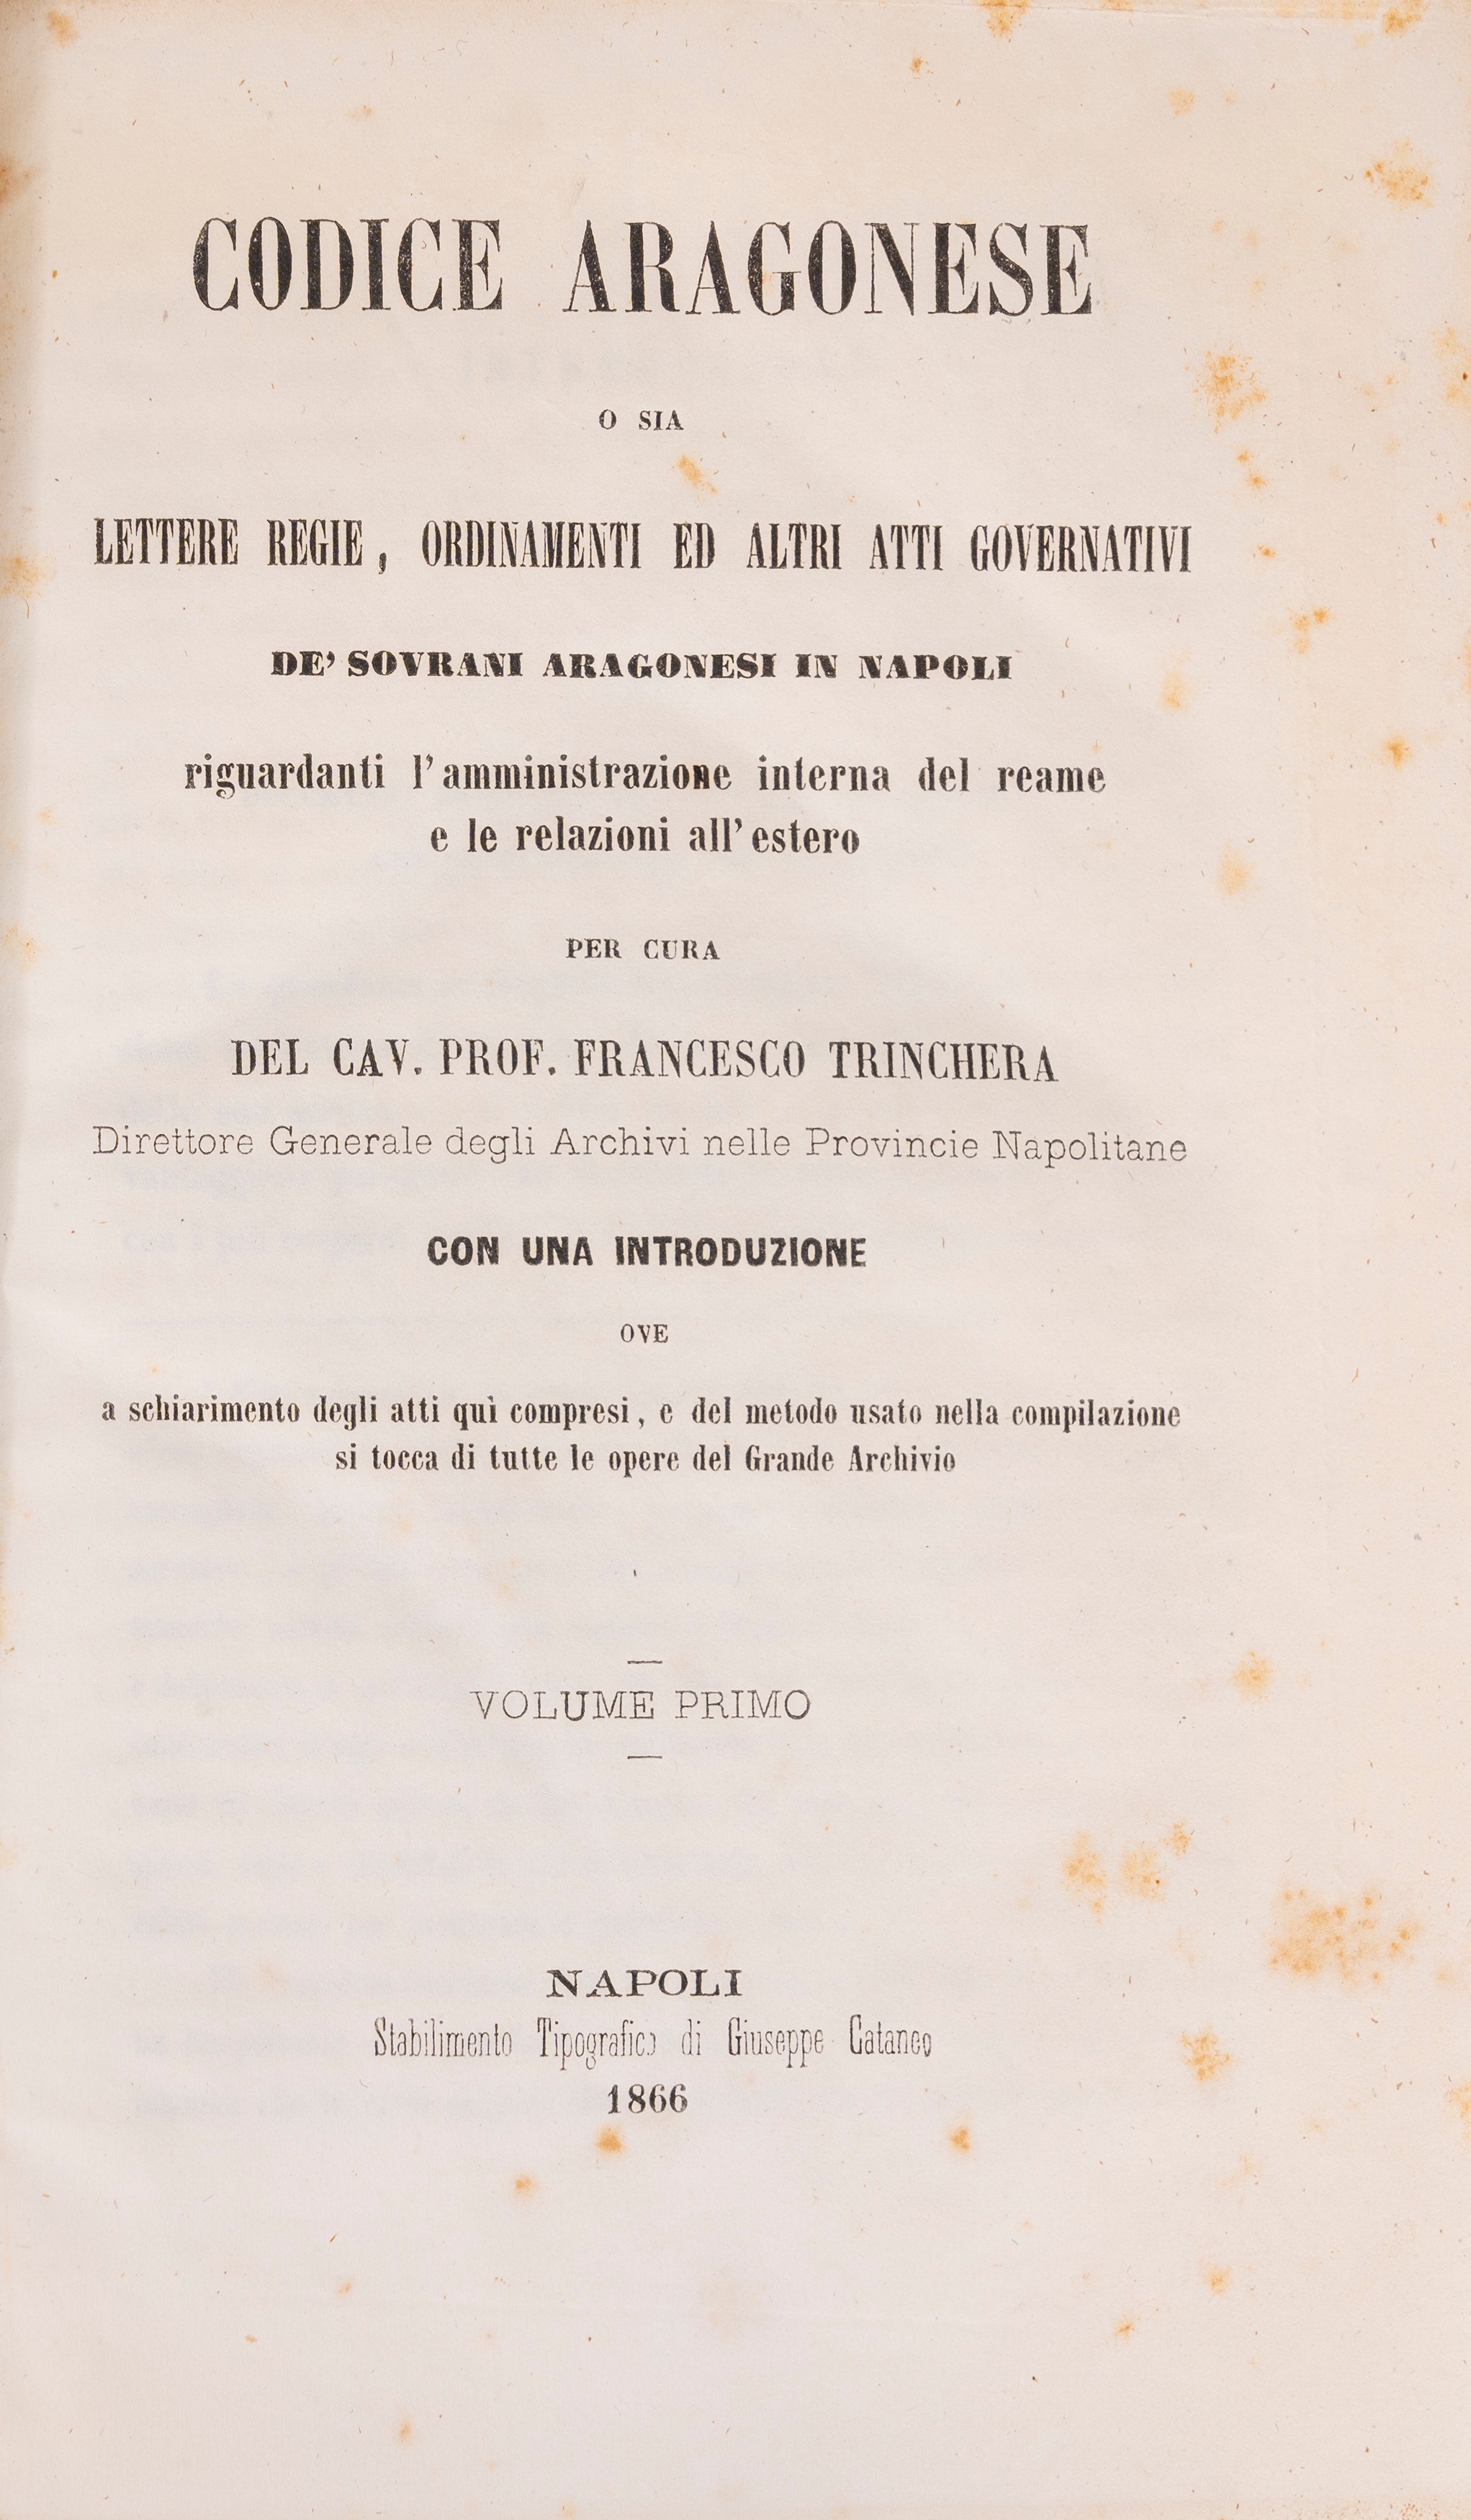 CODICE ARAGONESE
O SIA
LETTERE REGIE, ORDINAMENTI ED ALTRI ATTI GOVERNATIVI
DE' SOVRANI ARAGONESI IN NAPOLI
riguardanti l'amministrazione interna del reame
e le relazioni all'estero
PER CURA
DEL CAV. PROF. FRANCESCO TRINCHERA
Direttore Generale degli Archivi nelle Provincie Napolitane
CON UNA INTRODUZIONE
OVE
a schiarimento degli atti quì compresi, e del metodo usato nella compilazione
si tocca di tutte le opere del Grande Archivio
VOLUME PRIMO
NAPOLI
Stabilimento Tipografico di Giuseppe Cataneo
1866